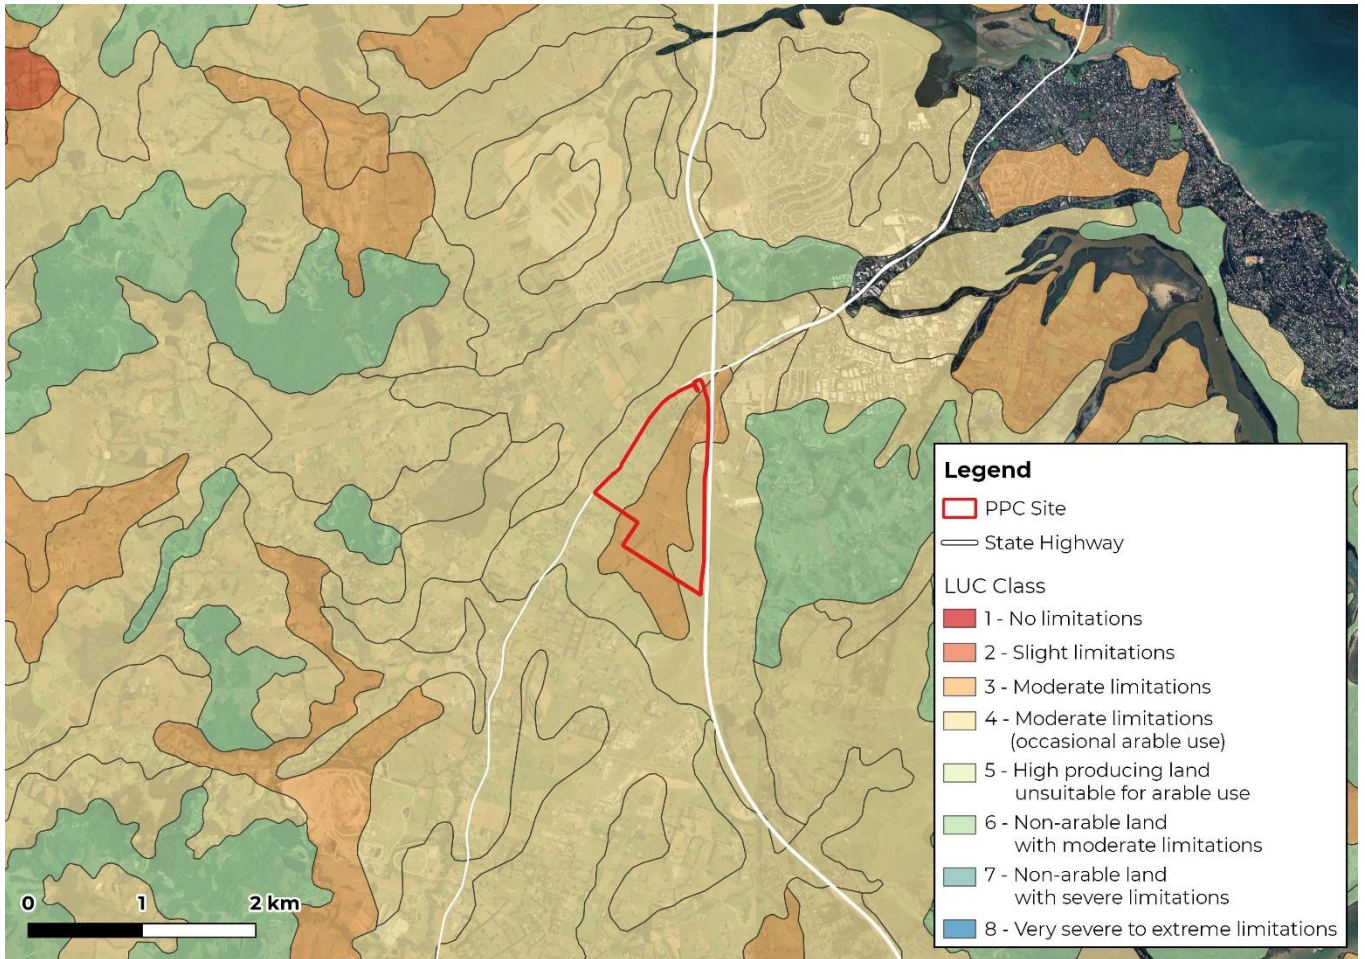 Legend
PPC Site
State Highway
LUC Class
1 - No limitations
2 - Slight limitations
3 - Moderate limitations
4 - Moderate limitations
(occasional arable use)
5 - High producing land
unsuitable for arable use
6 - Non-arable land
with moderate limitations
7 - Non-arable land
with severe limitations
8 - Very severe to extreme limitations
0 1 2 km